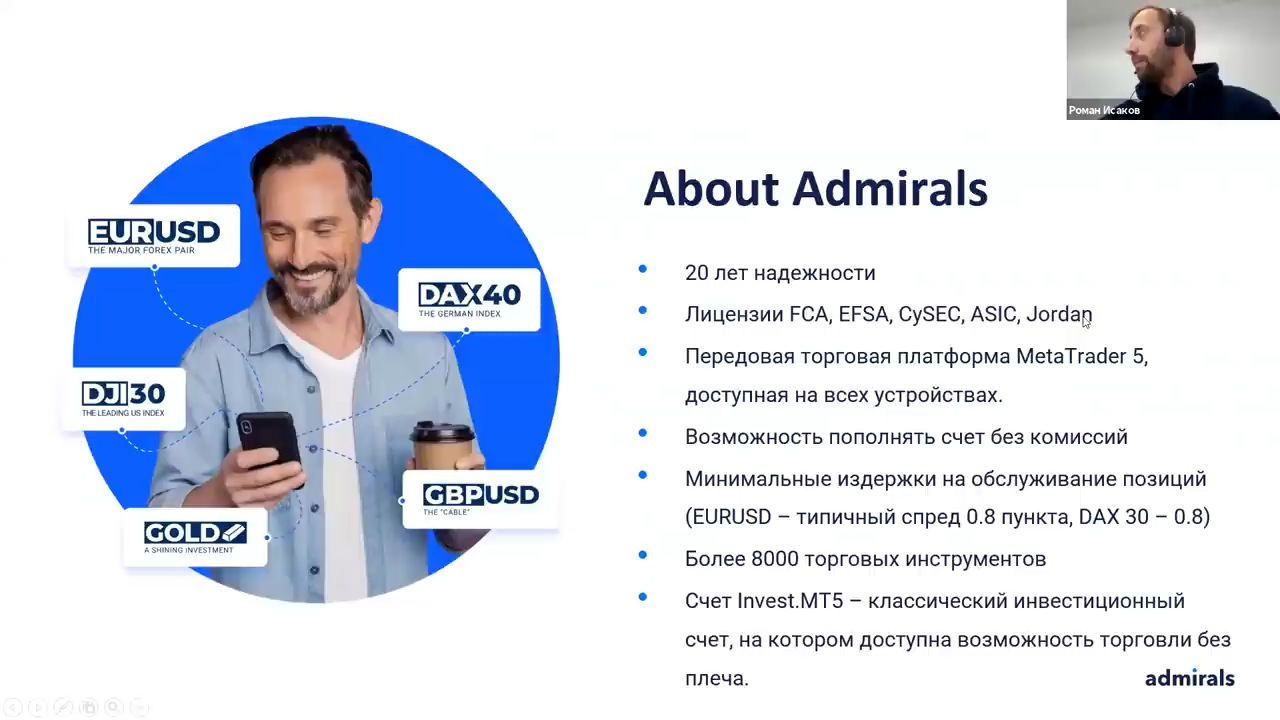 Роман Исаков
About Admirals
EURUSD
THE MAJOR FOREX PAIR
DAX40
THE GERMAN INDEX
DJI30
THE LEADING US INDEX
GBPUSD
THE "CABLE"
GOLD
A SHINING INVESTMENT
20 лет надежности
Лицензии FCA, EFSA, CySEC, ASIC, Jordan
Передовая торговая платформа MetaTrader 5,
доступная на всех устройствах.
Возможность пополнять счет без комиссий
Минимальные издержки на обслуживание позиций
(EURUSD – типичный спред 0.8 пункта, DAX 30 – 0.8)
Более 8000 торговых инструментов
Счет Invest.MT5 – классический инвестиционный
счет, на котором доступна возможность торговли без
плеча.
admirals